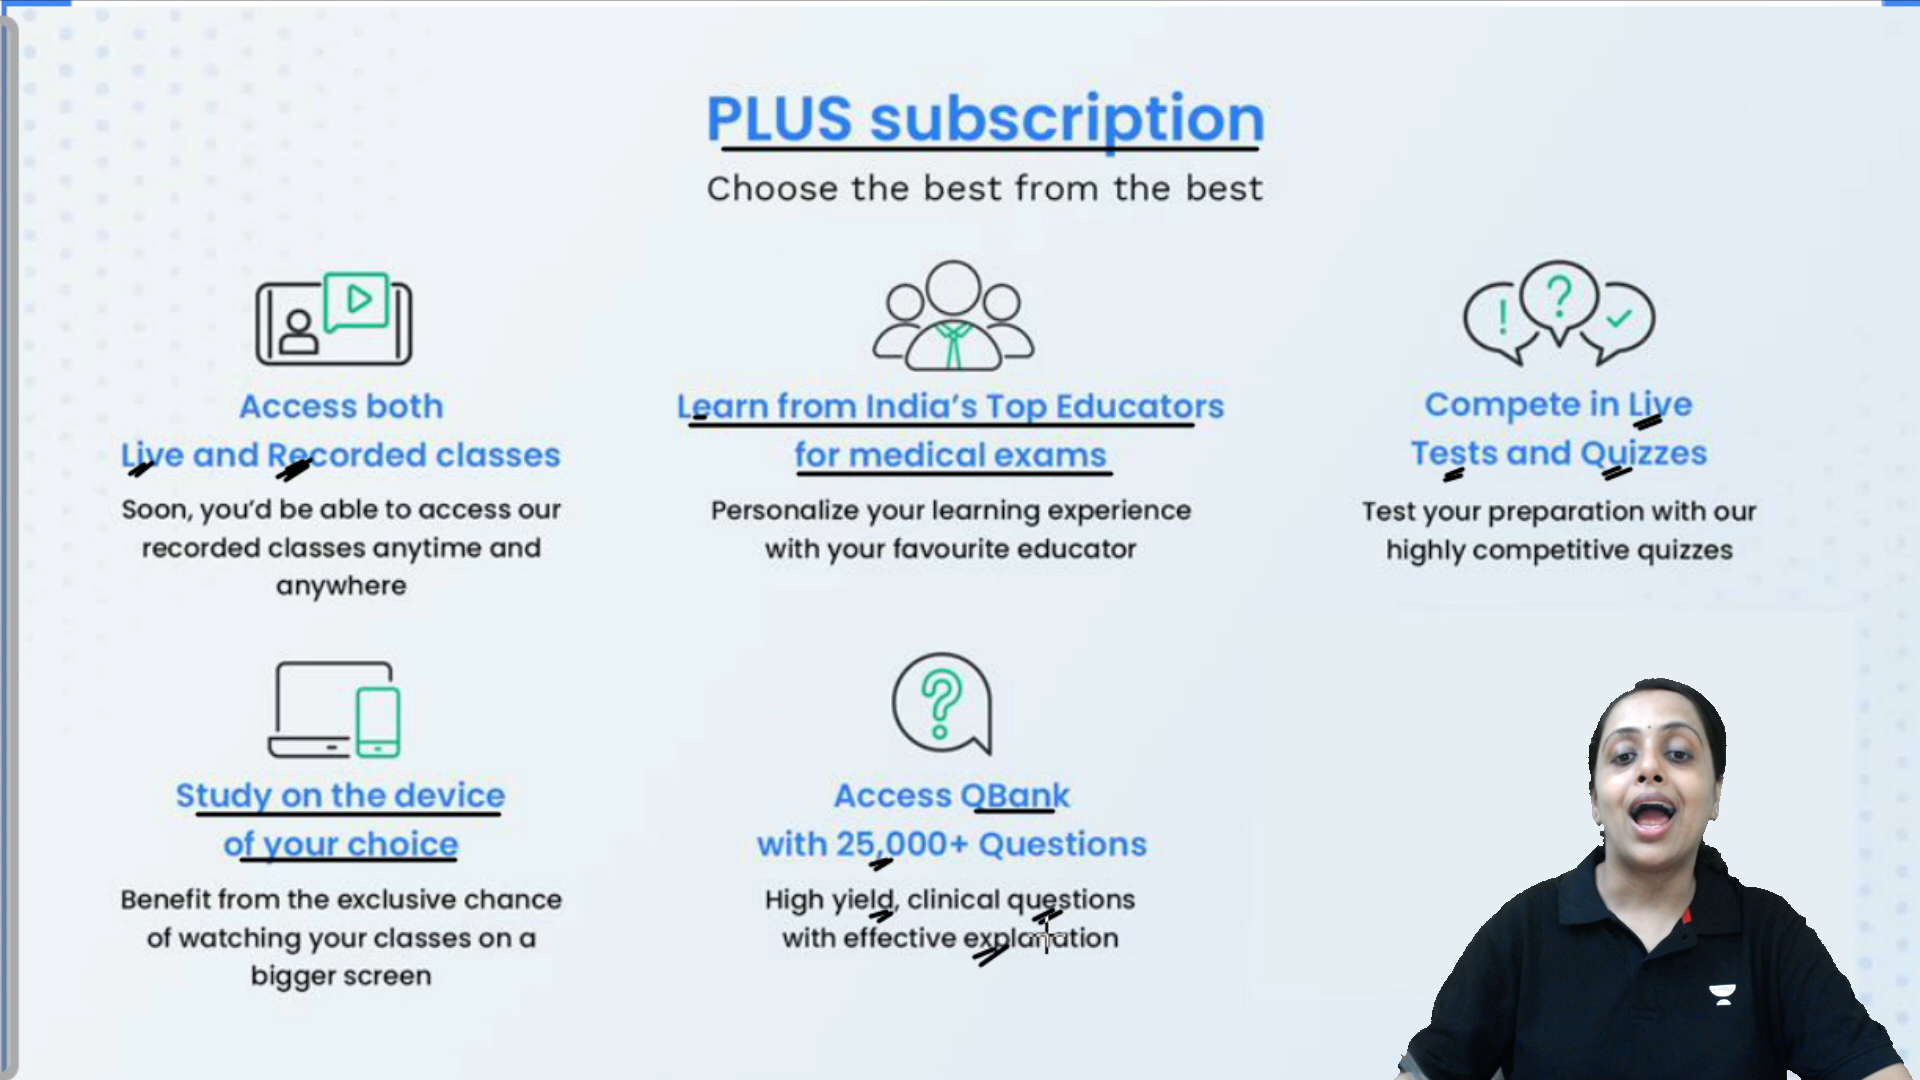 PLUS subscription
Choose the best from the best
Access both
Live and Recorded classes
Soon, you'd be able to access our
recorded classes anytime and
anywhere
Learn from India's Top Educators
for medical exams
Personalize your learning experience
with your favourite educator
Compete in Live
Tests and Quizzes
Test your preparation with our
highly competitive quizzes
Study on the device
of your choice
Benefit from the exclusive chance
of watching your classes on a
bigger screen
Access QBank
with 25,000+ Questions
High yield, clinical questions
with effective explanation